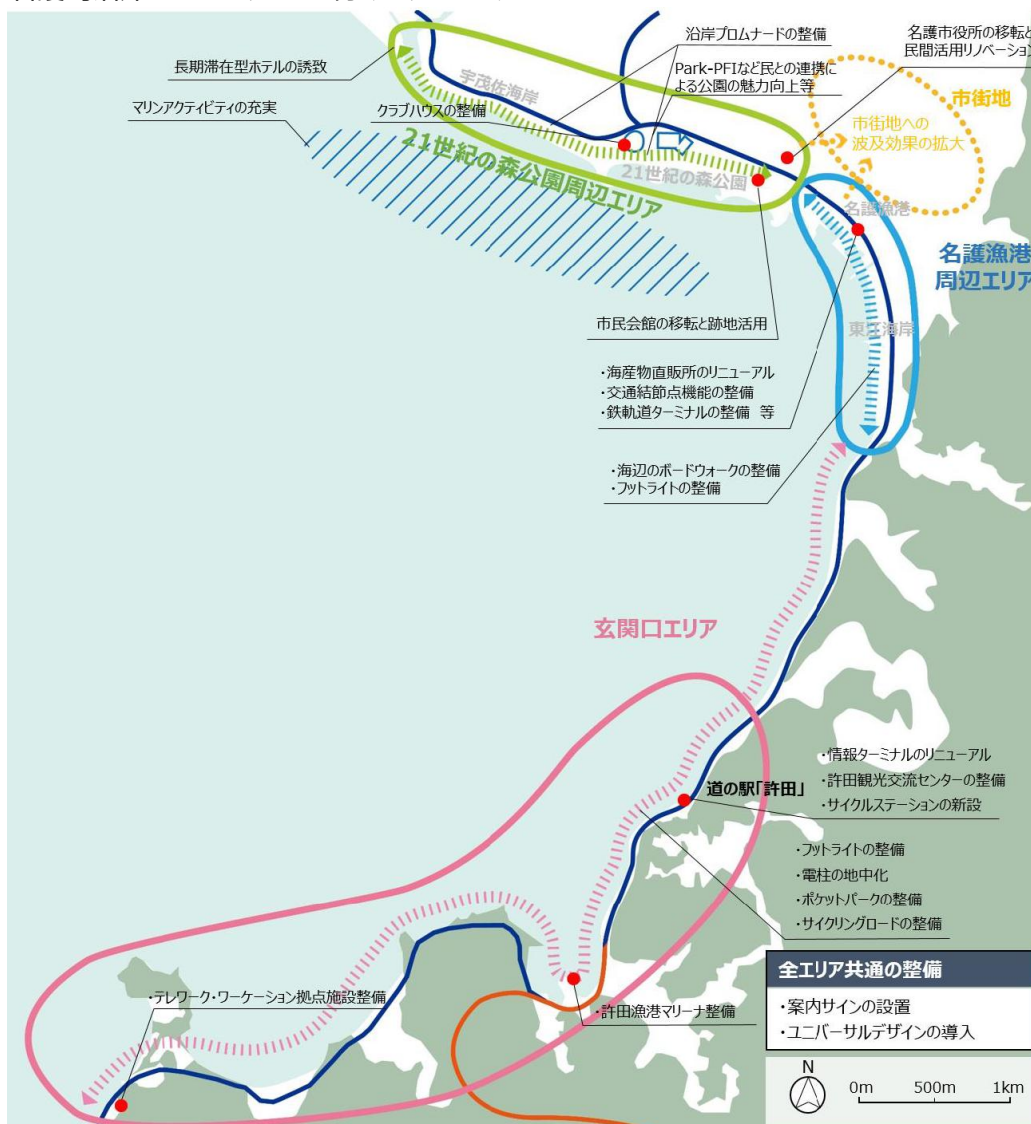 沿岸プロムナードの整備
名護市役所の移転と
民間活用リノベーション
長期滞在型ホテルの誘致
Park-PFIなど民との連携に
よる公園の魅力向上等
宇茂佐海岸
市街地
マリンアクティビティの充実
クラブハウスの整備
市街地への
波及効果の拡大
21世紀の森公園周辺エリア
21世紀の森公園
名護漁港
名護漁港
周辺エリア
市民会館の移転と跡地活用
東江海岸
・海産物直販所のリニューアル
・交通結節点機能の整備
・鉄軌道ターミナルの整備 等
・海辺のボードウォークの整備
・フットライトの整備
玄関口エリア
・情報ターミナルのリニューアル
道の駅「許田」
・許田観光交流センターの整備
・サイクルステーションの新設
・フットライトの整備
・電柱の地中化
・ポケットパークの整備
・サイクリングロードの整備
全エリア共通の整備
・テレワーク・ワーケーション拠点施設整備
・許田漁港マリーナ整備
・案内サインの設置
・ユニバーサルデザインの導入
N
0m 500m 1km